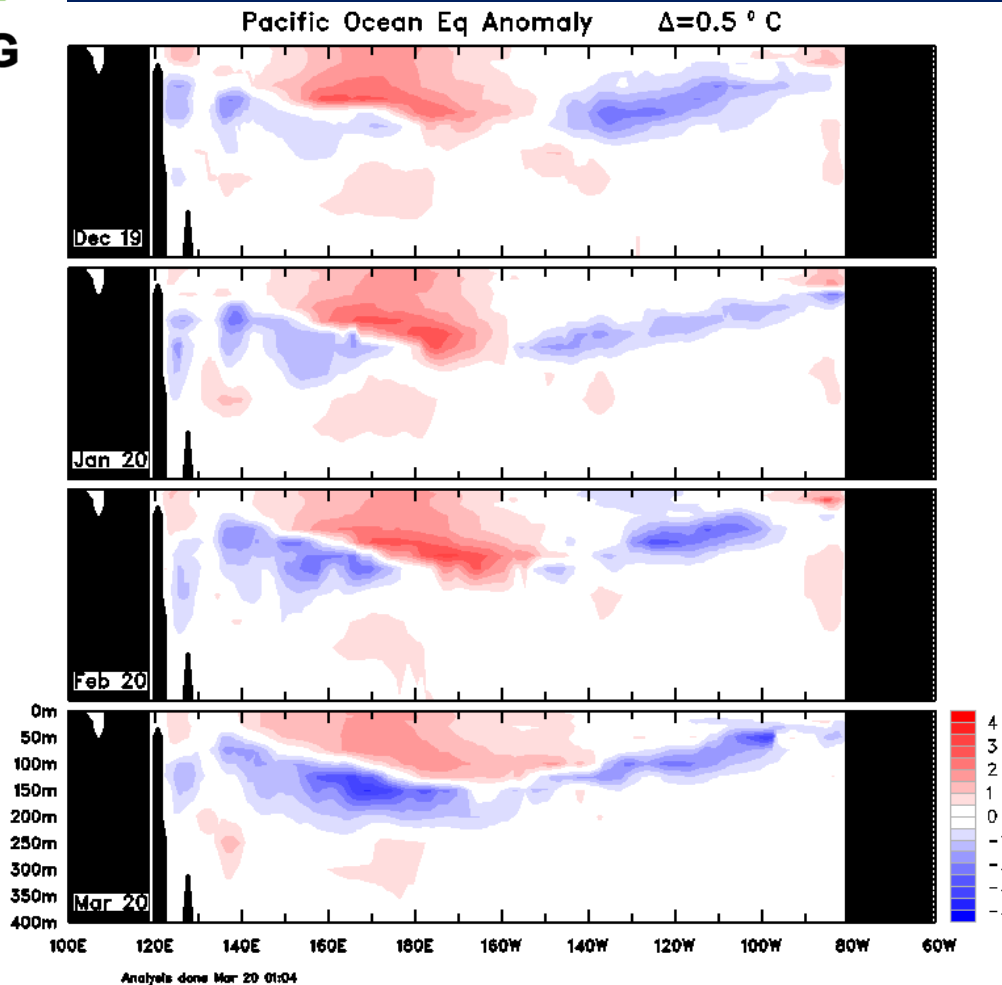 G
Pacific Ocean Eq Anomaly Δ=0.5 ° C
Dec 19
Jan 20
Feb 20
0m
50m
100m
150m
200m
250m
300m
350m
400m
Mar 20
4
3
2
1
0
100E 120E 140E 160E 180E 160W 140W 120W 100W 80W 60W
Analysis done Mar 20 01:04